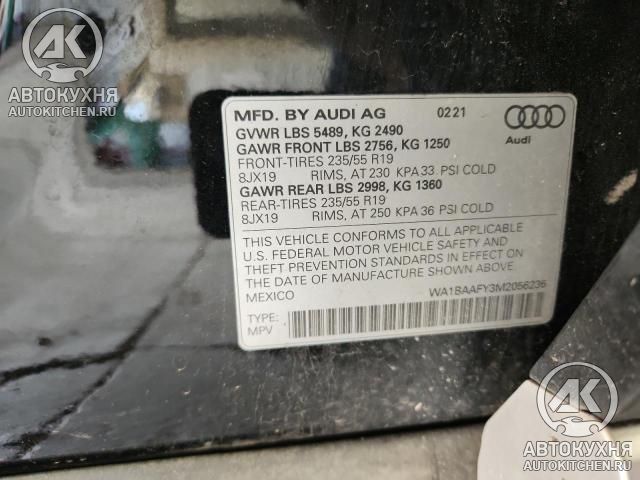 АК
АВТОКУХНЯ
AUTOKITCHEN.RU
MFD. BY AUDI AG 02 21
GVWR LBS 5489, KG 2490
GAWR FRONT LBS 2756, KG 1250
FRONT-TIRES 235/55 R19
8JX19 RIMS, AT 230 KPA 33 PSI COLD
GAWR REAR LBS 2998, KG 1360
REAR-TIRES 235/55 R19
8JX19 RIMS, AT 250 KPA 36 PSI COLD
Audi
THIS VEHICLE CONFORMS TO ALL APPLICABLE
U.S. FEDERAL MOTOR VEHICLE SAFETY AND
THEFT PREVENTION STANDARDS IN EFFECT ON
THE DATE OF MANUFACTURE SHOWN ABOVE.
MEXICO WA1BAAFY3M2056236
TYPE:
MPV
АК
АВТОКУХНЯ
AUTOKITCHEN.RU